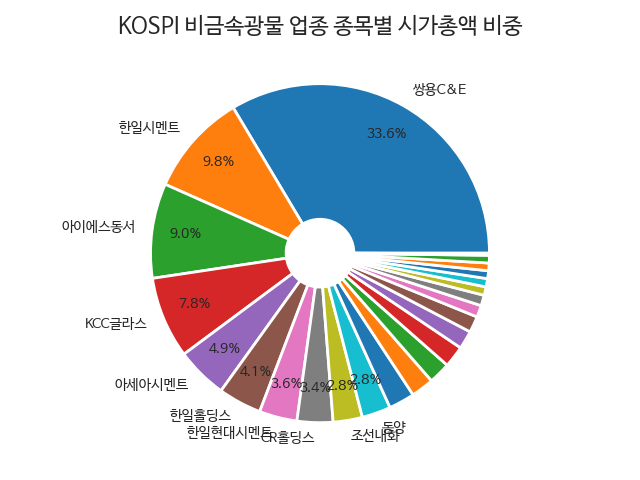 KOSPI 비금속광물 업종 종목별 시가총액 비중
쌍용C&E
33.6%
한일시멘트
9.8%
아이에스동서
9.0%
KCC글라스
7.8%
아세아시멘트
4.9%
한일홀딩스
4.1%
한일현대시멘트
3.6%
CR홀딩스
3.4%
조선내화
2.8%
동양
2.8%